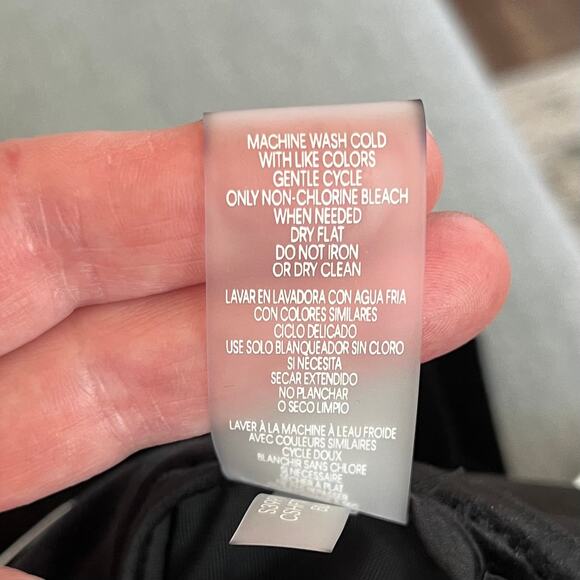 MACHINE WASH COLD
WITH LIKE COLORS
GENTLE CYCLE
ONLY NON-CHLORINE BLEACH
WHEN NEEDED
DRY FLAT
DO NOT IRON
OR DRY CLEAN
LAVAR EN LAVADORA CON AGUA FRIA
CON COLORES SIMILARES
CICLO DELICADO
USE SOLO BLANQUEADOR SIN CLORO
SI NECESITA
SECAR EXTENDIDO
NO PLANCHAR
O SECO LIMPIO
LAVER À LA MACHINE À L'EAU FROIDE
AVEC COULEURS SIMILAIRES
CYCLE DOUX
BLANCHIR SANS CHLORE
SI NECESSAIRE
À PLAT